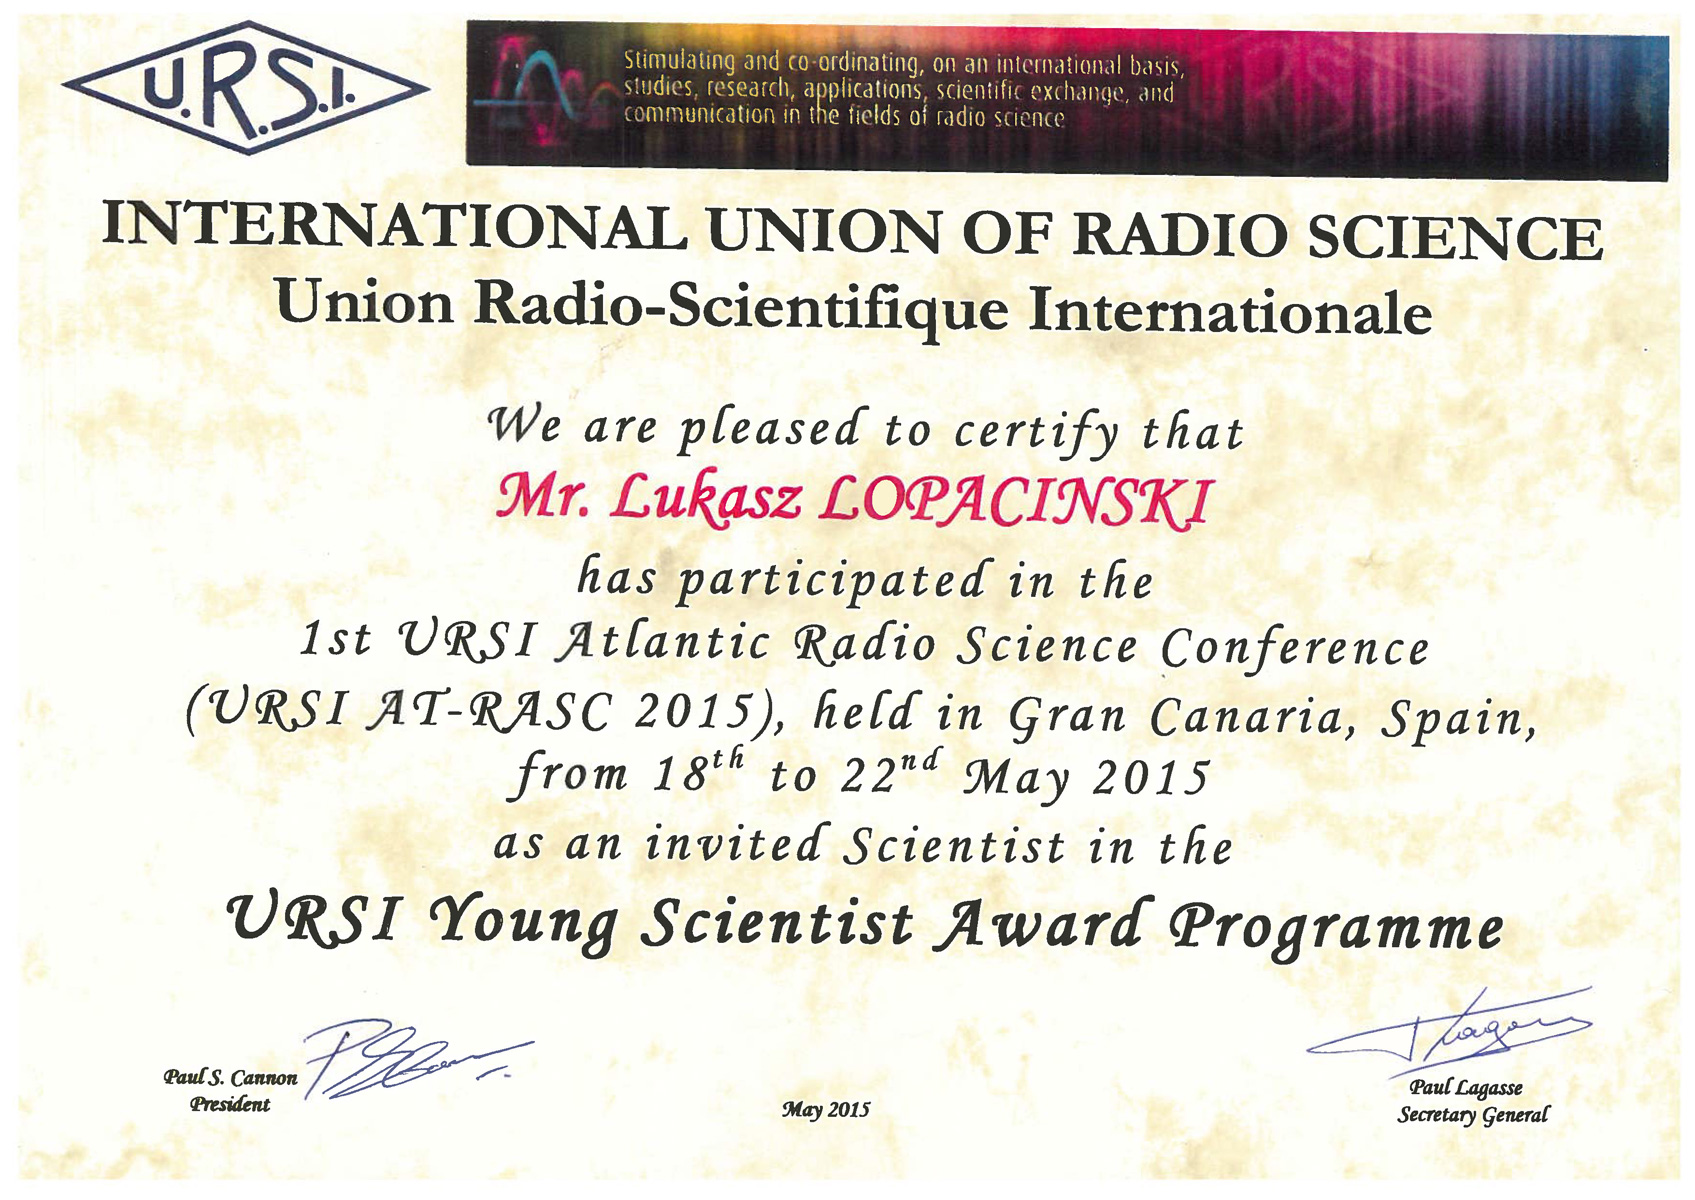 U.R.S.I.
Stimulating and co-ordinating, on an international basis,
studies, research, applications, scientific exchange, and
communication in the fields of radio science
INTERNATIONAL UNION OF RADIO SCIENCE
Union Radio-Scientifique Internationale
We are pleased to certify that
Mr. Lukasz LOPACINSKI
has participated in the
1st URSI Atlantic Radio Science Conference
(URSI AT-RASC 2015), held in Gran Canaria, Spain,
from 18th to 22nd May 2015
as an invited Scientist in the
URSI Young Scientist Award Programme
Paul S. Cannon
President
May 2015
Paul Lagasse
Secretary General